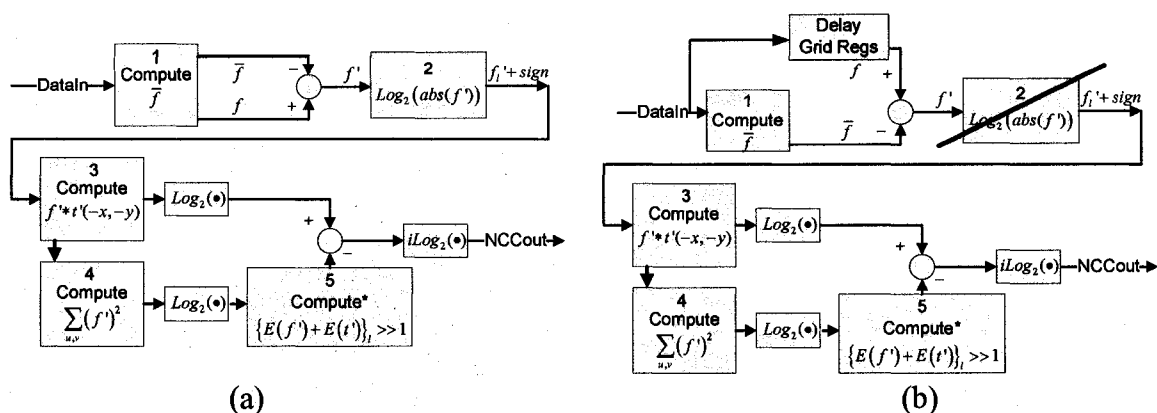 DataIn
1
Compute
f̅
f̅
−
f
+
f'
2
Log₂(abs(f'))
fₗ'+sign
3
Compute
f'*t'(-x,-y)
Log₂(•)
+
−
iLog₂(•)
NCCout
4
Compute
∑(f')²
u,v
Log₂(•)
5
Compute*
{E(f')+E(t')}ₗ >>1
(a)
Delay
Grid Regs
f
+
DataIn
1
Compute
f̅
f̅
−
f'
2
Log₂(abs(f'))
fₗ'+sign
3
Compute
f'*t'(-x,-y)
Log₂(•)
+
−
iLog₂(•)
NCCout
4
Compute
∑(f')²
u,v
Log₂(•)
5
Compute*
{E(f')+E(t')}ₗ >>1
(b)